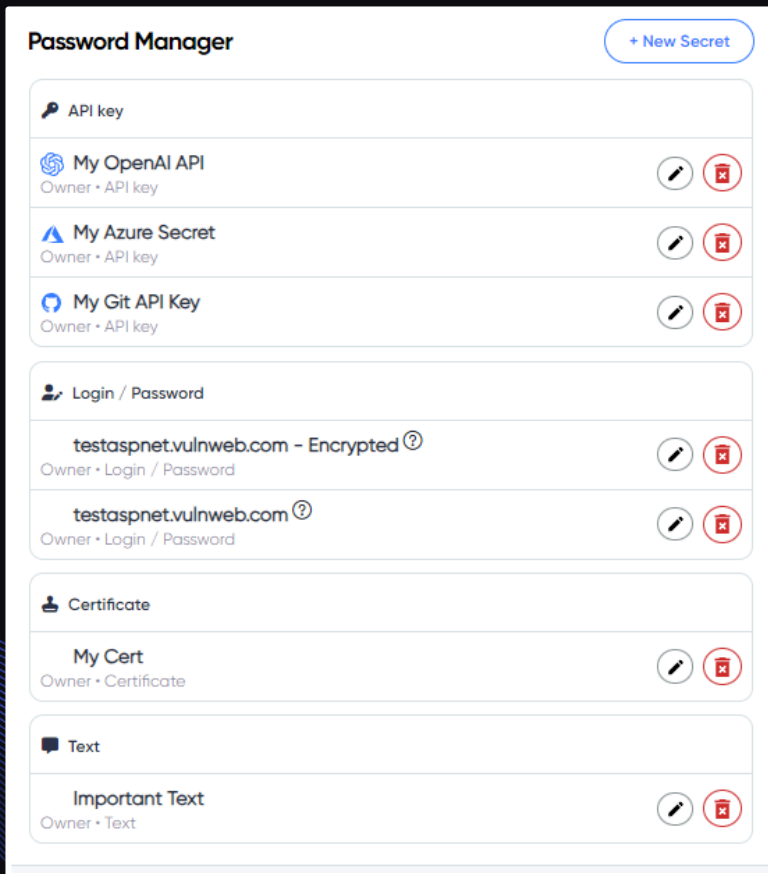 Password Manager
+ New Secret
API key
My OpenAI API
Owner • API key
My Azure Secret
Owner • API key
My Git API Key
Owner • API key
Login / Password
testaspnet.vulnweb.com - Encrypted ?
Owner • Login / Password
testaspnet.vulnweb.com ?
Owner • Login / Password
Certificate
My Cert
Owner • Certificate
Text
Important Text
Owner • Text